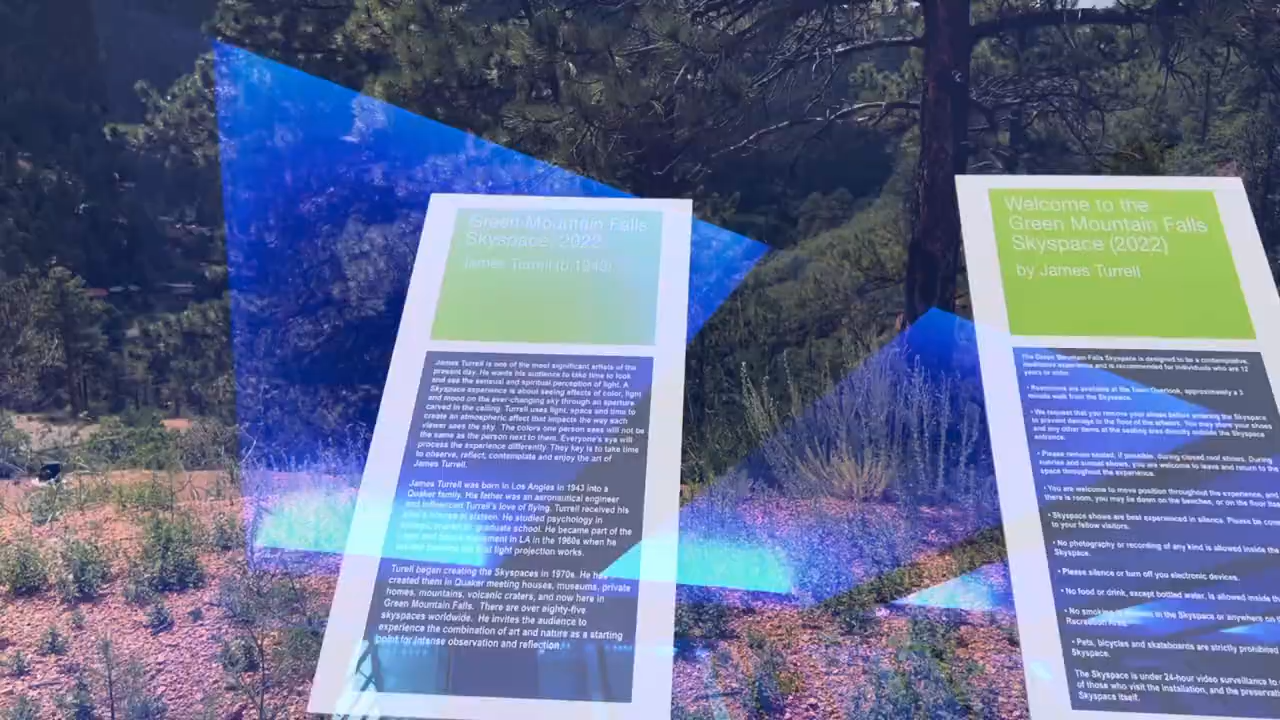 Green Mountain Falls
Skyspace, 2022
James Turrell (b.1943)
James Turrell is one of the most significant artists of the
present day. He wants his audience to take time to look
and see the sensual and spiritual perception of light. A
Skyspace experience is about seeing effects of color, light
and mood on the ever-changing sky through an aperture
carved in the ceiling. Turrell uses light, space and time to
create an atmospheric affect that impacts the way each
viewer uses the sky. The colors one person sees will not be
the same as the person next to them. Everyone's eye will
process the experience differently. They key is to take time
to observe, reflect, contemplate and enjoy the art of
James Turrell.
James Turrell was born in Los Angles in 1943 into a
Quaker family. His father was an aeronautical engineer
and influenced Turrell's love of flying. Turrell received his
at sixteen. He studied psychology in
graduate school. He became part of the
movement in LA in the 1960s when he
light projection works.
Turell began creating the Skyspaces in 1970s. He has
created them in Quaker meeting houses, museums, private
homes, mountains, volcanic craters, and now here in
Green Mountain Falls. There are over eighty-five
skyspaces worldwide. He invites the audience to
experience the combination of art and nature as a starting
point for intense observation and reflection.
Welcome to the
Green Mountain Falls
Skyspace (2022)
by James Turrell
The Green Mountain Falls Skyspace is designed to be a contemplative,
meditative experience and is recommended for individuals who are 12
years or older.
• Restrooms are available at the Town Overlook, approximately a 3
minute walk from the Skyspace.
• We request that you remove your shoes before entering the Skyspace
to prevent damage to the floor of the artwork. You may store your shoes
and any other items at the seating area directly outside the Skyspace
entrance.
• Please remain seated, if possible, during closed roof shows. During
sunrise and sunset shows, you are welcome to leave and return to the
space throughout the experience.
• You are welcome to move position throughout the experience, and
there is room, you may lie down on the benches, or on the floor
• Skyspace shows are best experienced in silence. Please be
to your fellow visitors.
• No photography or recording of any kind is allowed inside the
Skyspace.
• Please silence or turn off you electronic devices.
• No food or drink, except bottled water, is allowed inside
• No smoking is allowed in the Skyspace or anywhere on
Recreation Area.
• Pets, bicycles and skateboards are strictly prohibited
Skyspace.
The Skyspace is under 24-hour video surveillance to
of those who visit the installation, and the
Skyspace itself.